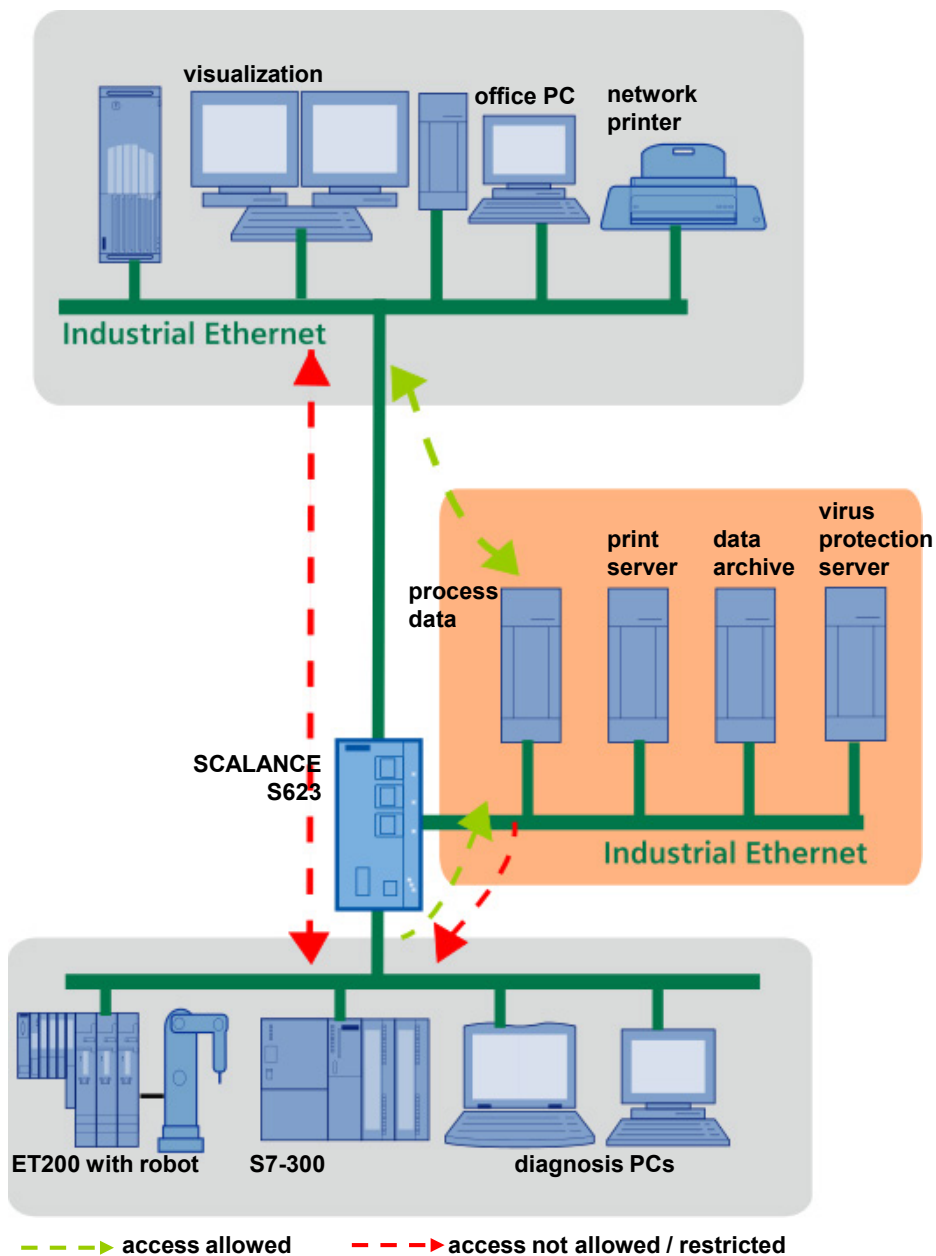 visualization
office PC
network
printer
Industrial Ethernet
virus
protection
server
print
server
data
archive
process
data
SCALANCE
S623
Industrial Ethernet
ET200 with robot
S7-300
diagnosis PCs
access allowed
access not allowed / restricted